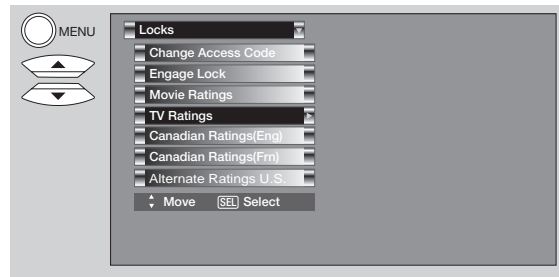 MENU
Locks
Change Access Code
Engage Lock
Movie Ratings
TV Ratings
Canadian Ratings(Eng)
Canadian Ratings(Frn)
Alternate Ratings U.S.
Move SEL Select